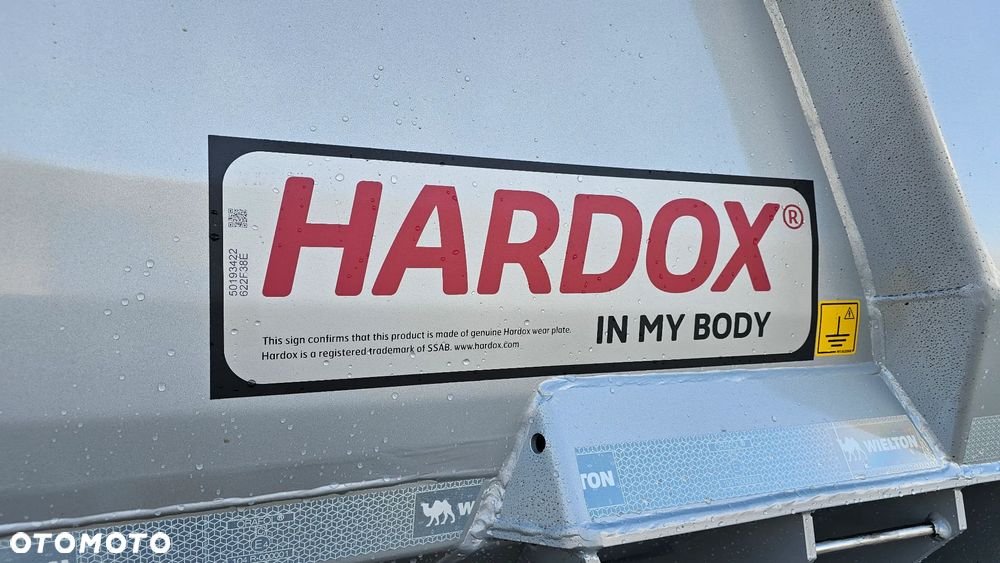 HARDOX®
IN MY BODY
This sign confirms that this product is made of genuine Hardox wear plate.
Hardox is a registered trademark of SSAB. www.hardox.com
50193422
622F38E
WIELTON
TON
OTOMOTO